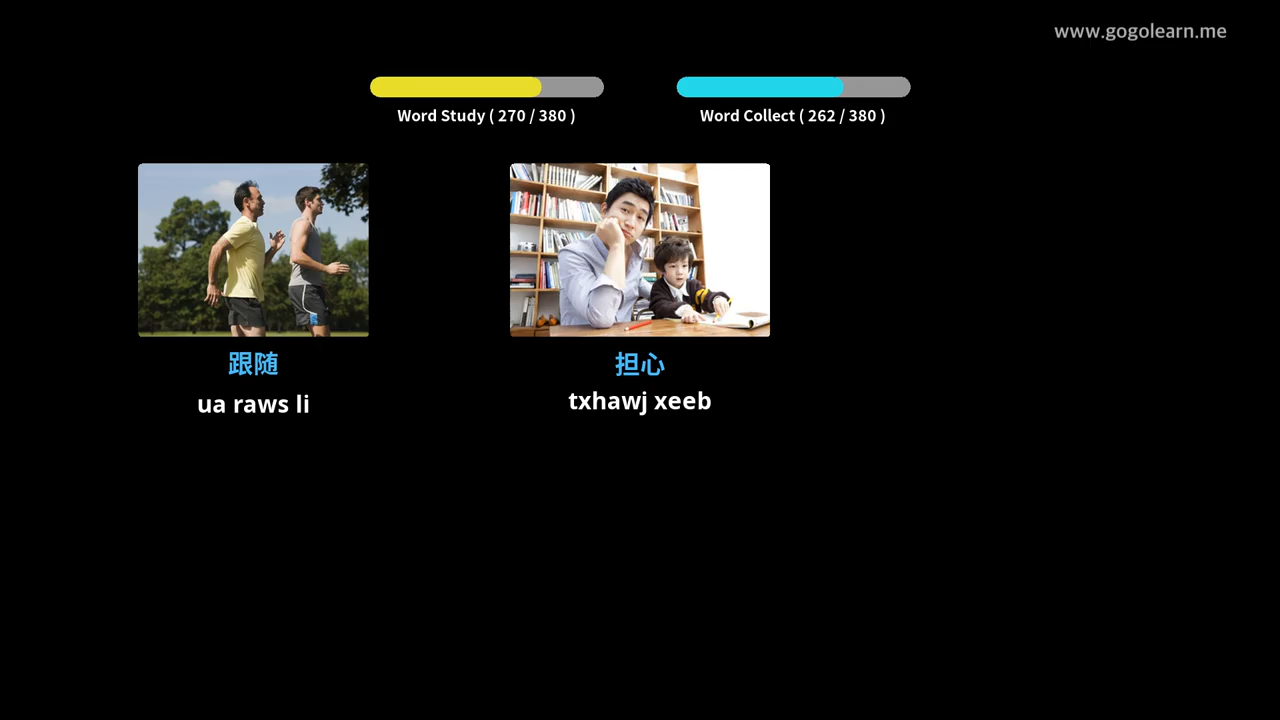 www.gogolearn.me
Word Study ( 270 / 380 )
Word Collect ( 262 / 380 )
跟随
ua raws li
担心
txhawj xeeb